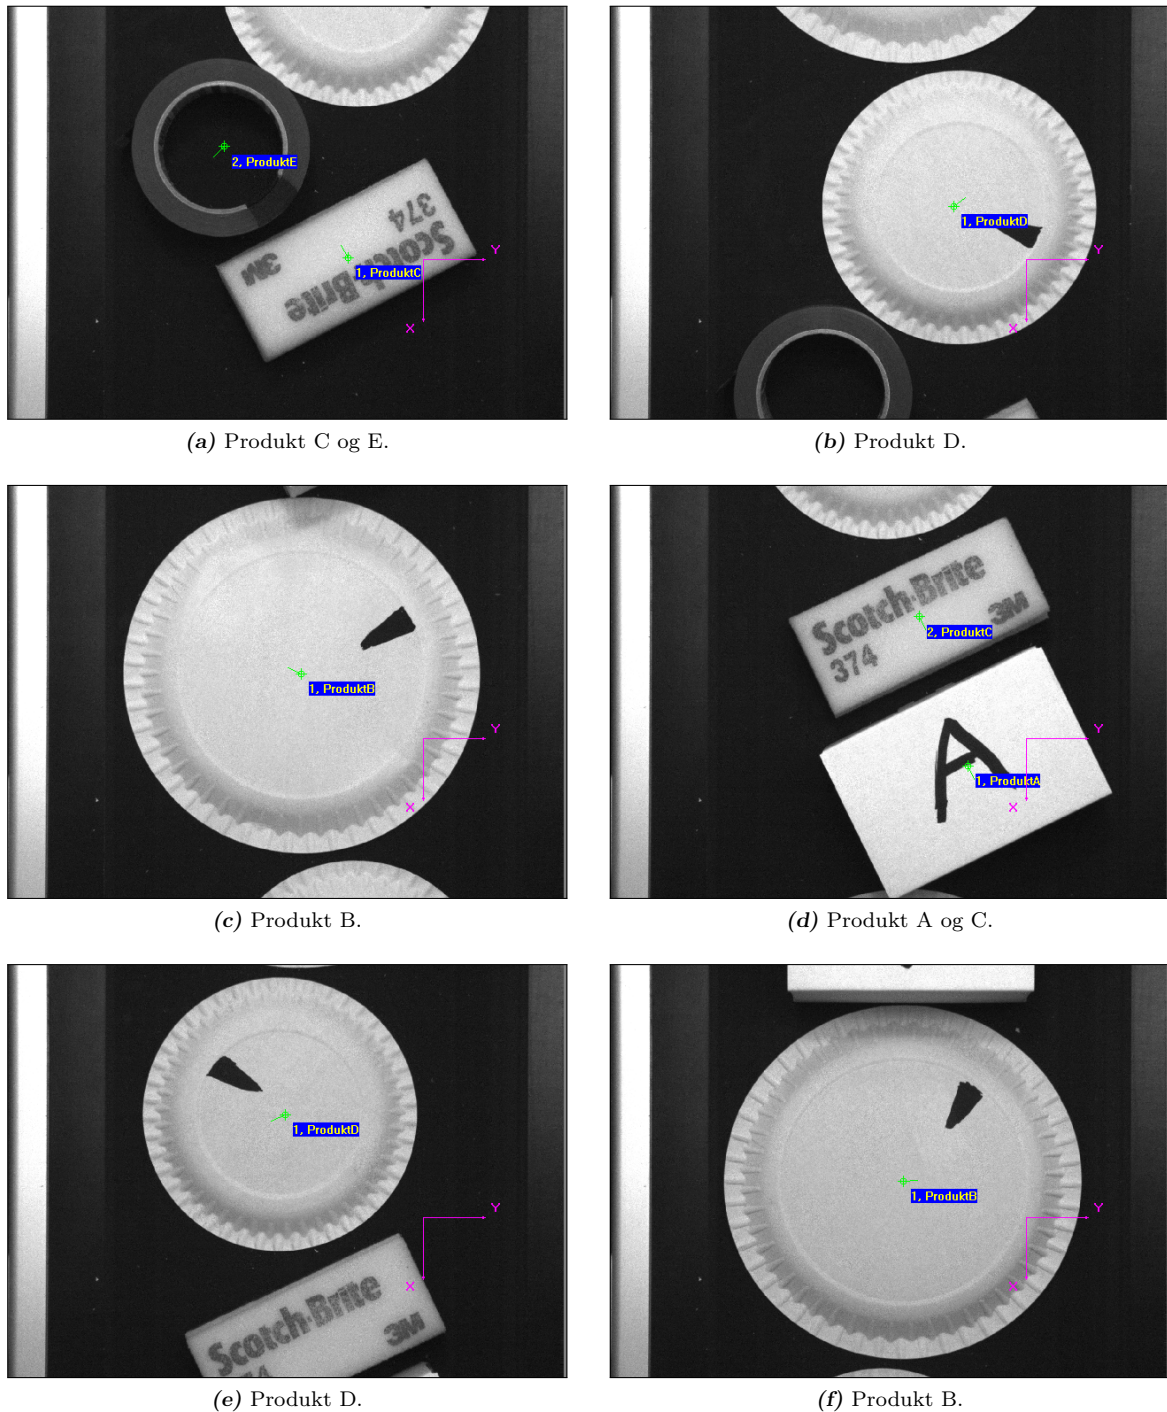 2, ProduktE
374
Scotch-Brite
3M
1, ProduktC
Y
X
(a) Produkt C og E.
1, ProduktD
Y
X
(b) Produkt D.
1, ProduktB
Y
X
(c) Produkt B.
Scotch-Brite
3M
374
2, ProduktC
A
1, ProduktA
Y
X
(d) Produkt A og C.
1, ProduktD
Y
X
Scotch-Brite
3M
(e) Produkt D.
1, ProduktB
Y
X
(f) Produkt B.